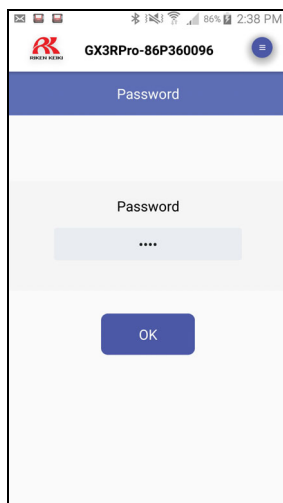 86% 2:38 PM
RIKEN KEIKI
GX3RPro-86P360096
Password
Password
••••
OK